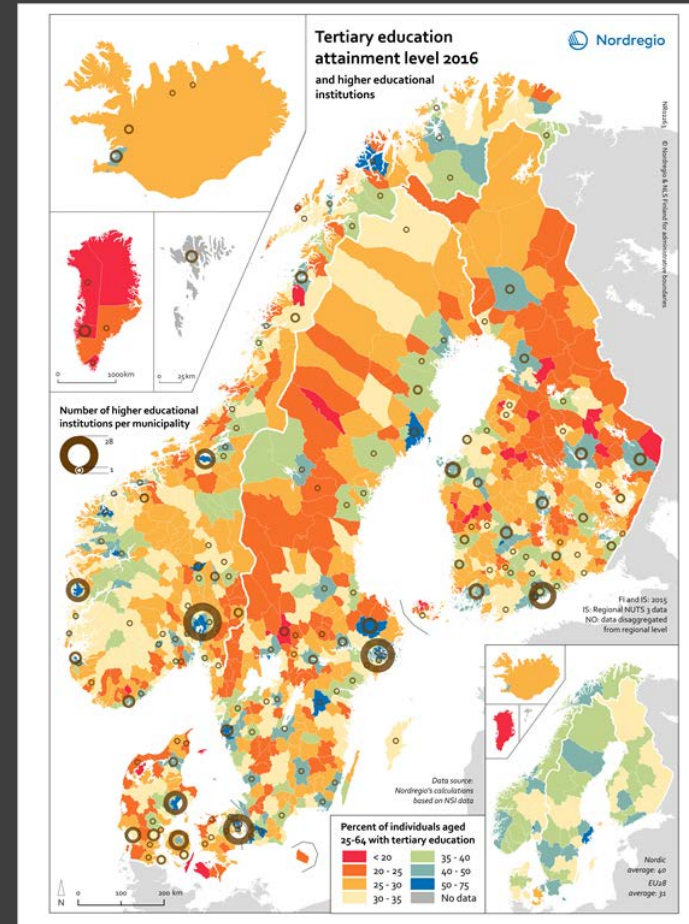 Tertiary education
attainment level 2016
and higher educational
institutions
Nordregio
NR02263 © Nordregio & NLS Finland for administrative boundaries
0 1000km
0 25km
Number of higher educational
institutions per municipality
28
1
FI and IS: 2015
IS: Regional NUTS 3 data
NO: data disaggregated
from regional level
Data source:
Nordregio's calculations
based on NSI data
Percent of individuals aged
25-64 with tertiary education
< 20
20 - 25
25 - 30
30 - 35
35 - 40
40 - 50
50 - 75
No data
N
0 100 200 km
Nordic
average: 40
EU28
average: 31